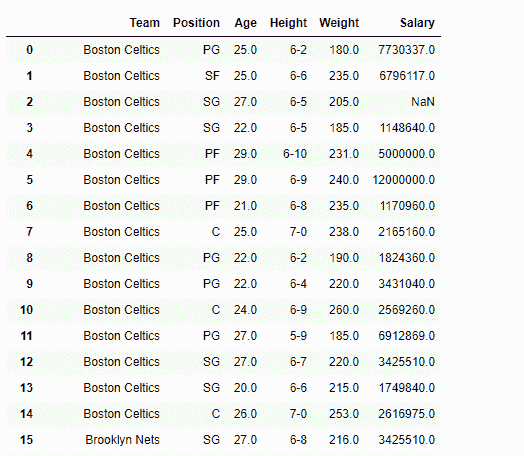 Team Position Age Height Weight Salary
0 Boston Celtics PG 25.0 6-2 180.0 7730337.0
1 Boston Celtics SF 25.0 6-6 235.0 6796117.0
2 Boston Celtics SG 27.0 6-5 205.0 NaN
3 Boston Celtics SG 22.0 6-5 185.0 1148640.0
4 Boston Celtics PF 29.0 6-10 231.0 5000000.0
5 Boston Celtics PF 29.0 6-9 240.0 12000000.0
6 Boston Celtics PF 21.0 6-8 235.0 1170960.0
7 Boston Celtics C 25.0 7-0 238.0 2165160.0
8 Boston Celtics PG 22.0 6-2 190.0 1824360.0
9 Boston Celtics PG 22.0 6-4 220.0 3431040.0
10 Boston Celtics C 24.0 6-9 260.0 2569260.0
11 Boston Celtics PG 27.0 5-9 185.0 6912869.0
12 Boston Celtics SG 27.0 6-7 220.0 3425510.0
13 Boston Celtics SG 20.0 6-6 215.0 1749840.0
14 Boston Celtics C 26.0 7-0 253.0 2616975.0
15 Brooklyn Nets SG 27.0 6-8 216.0 3425510.0